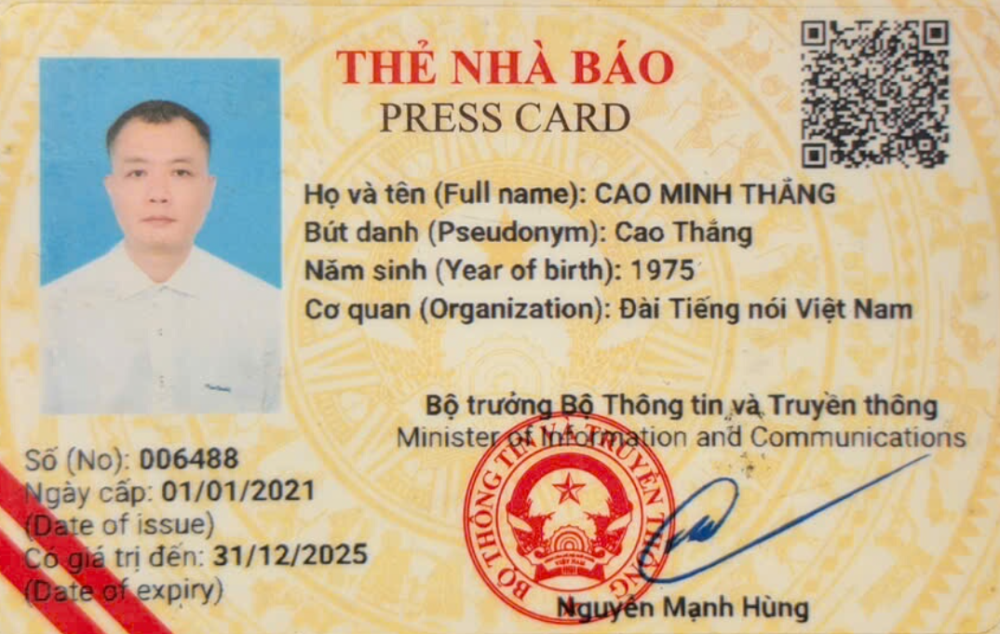 THẺ NHÀ BÁO
PRESS CARD
Họ và tên (Full name): CAO MINH THẮNG
Bút danh (Pseudonym): Cao Thắng
Năm sinh (Year of birth): 1975
Cơ quan (Organization): Đài Tiếng nói Việt Nam
Bộ trưởng Bộ Thông tin và Truyền thông
Minister of Information and Communications
Số (No): 006488
Ngày cấp: 01/01/2021
(Date of issue)
Có giá trị đến: 31/12/2025
(Date of expiry)
BỘ THÔNG TIN VÀ TRUYỀN THÔNG
VIỆT NAM
Nguyễn Mạnh Hùng